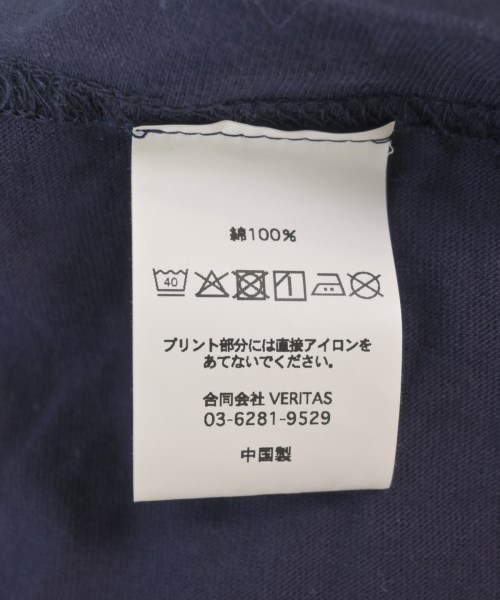 綿100%
40
プリント部分には直接アイロンを
あてないでください。
合同会社 VERITAS
03-6281-9529
中国製